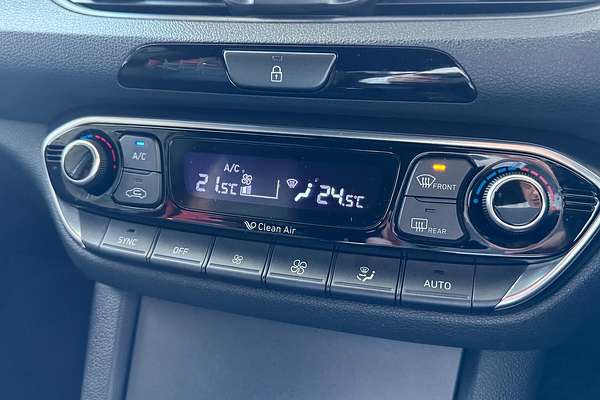 A/C
A/C
21.5°C
24.5°C
FRONT
REAR
Clean Air
SYNC
OFF
AUTO